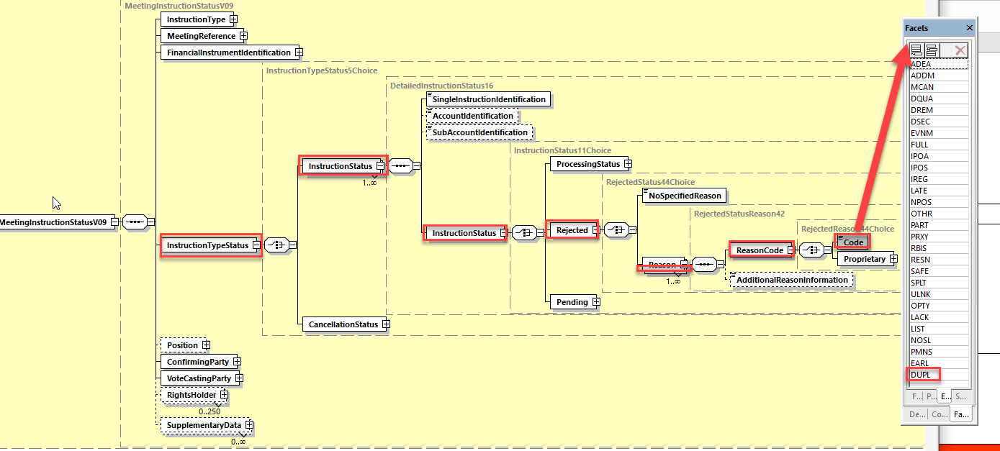 MeetingInstructionStatusV09
InstructionType
MeetingReference
FinancialInstrumentIdentification
InstructionTypeStatus5Choice
DetailedInstructionStatus16
SingleInstructionIdentification
AccountIdentification
SubAccountIdentification
InstructionStatus11Choice
ProcessingStatus
InstructionStatus
1..∞
RejectedStatus44Choice
NoSpecifiedReason
RejectedStatusReason42
MeetingInstructionStatusV09
InstructionTypeStatus
InstructionStatus
Rejected
RejectedReason44Choice
Code
ReasonCode
Proprietary
Reason
1..∞
AdditionalReasonInformation
Pending
CancellationStatus
Position
ConfirmingParty
VoteCastingParty
RightsHolder
0..250
SupplementaryData
0..∞
Facets
ADEA
ADDM
MCAN
DQUA
DREM
DSEC
EVNM
FULL
IPOA
IPOS
IREG
LATE
NPOS
OTHR
PART
PRXY
RBIS
RESN
SAFE
SPLT
ULNK
OPTY
LACK
LIST
NOSL
PMNS
EARL
DUPL
F... P... E... S...
De... Co... Fa...